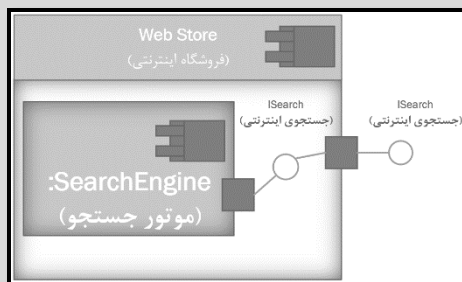 Web Store
(فروشگاه اینترنتی)
ISearch
(جستجوی اینترنتی)
ISearch
(جستجوی اینترنتی)
:SearchEngine
(موتور جستجو)